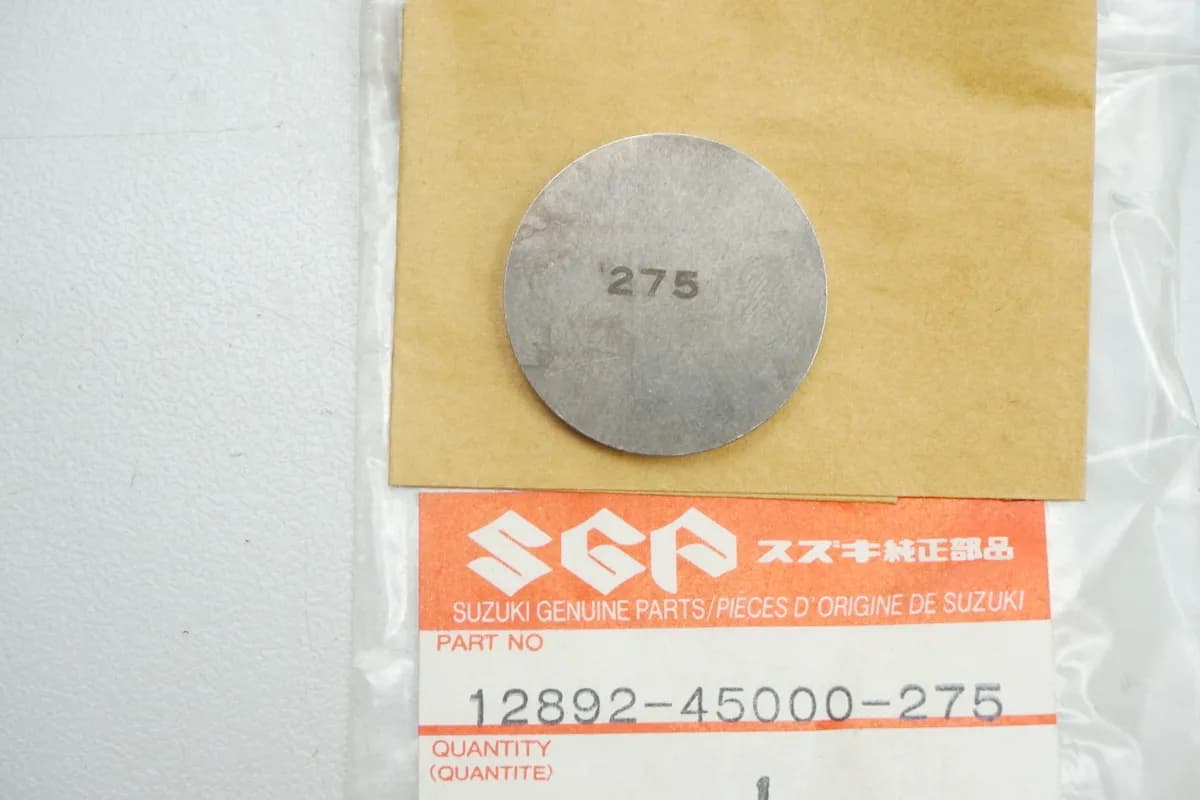 275
SGP スズキ純正部品
SUZUKI GENUINE PARTS/PIECES D'ORIGINE DE SUZUKI
PART NO
12892-45000-275
QUANTITY
(QUANTITE)